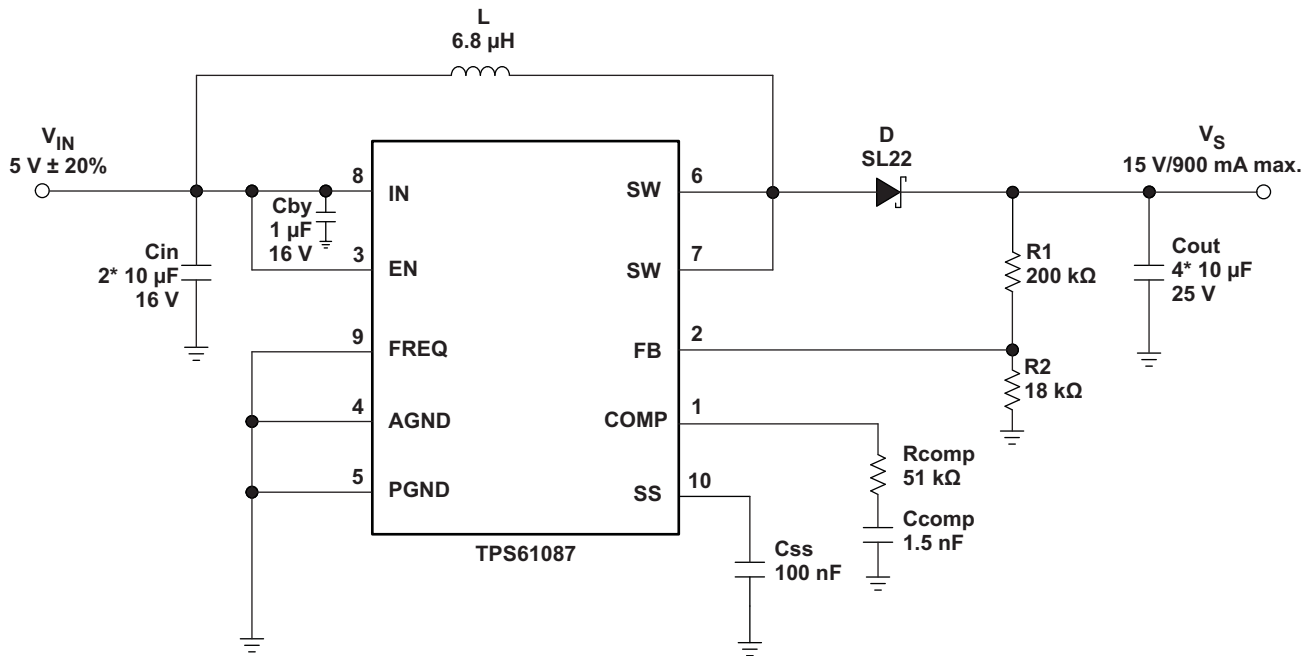 L
6.8 µH
V_IN
5 V ± 20%
D
SL22
V_S
15 V/900 mA max.
8
IN
SW
6
Cby
1 µF
16 V
3
EN
SW
7
Cin
2* 10 µF
16 V
R1
200 kΩ
Cout
4* 10 µF
25 V
9
FREQ
FB
2
R2
18 kΩ
4
AGND
COMP
1
Rcomp
51 kΩ
5
PGND
SS
10
Ccomp
1.5 nF
TPS61087
Css
100 nF